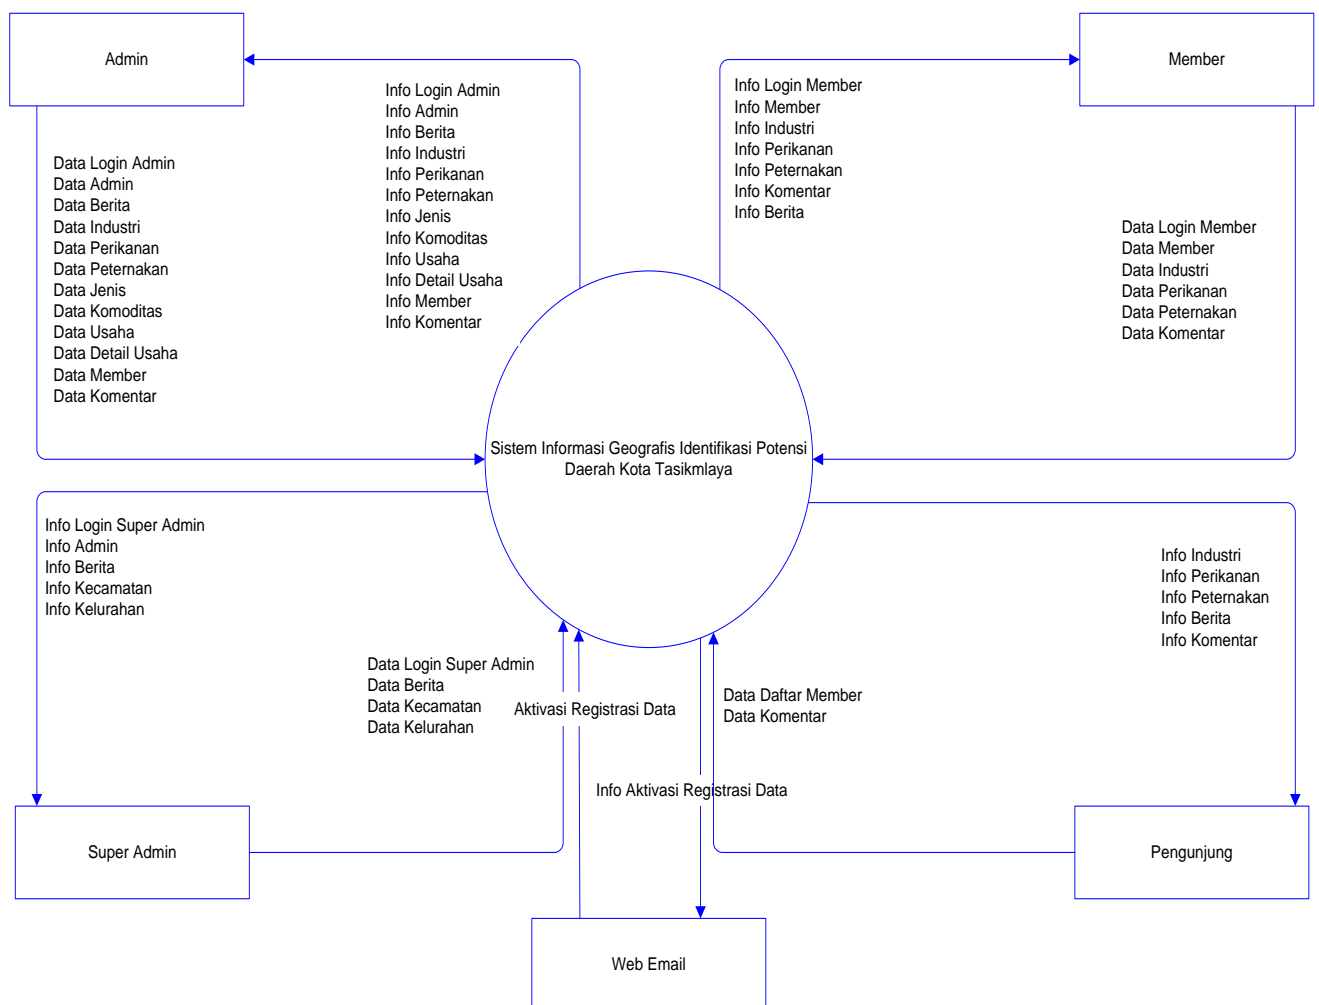 Admin
Member
Info Login Admin
Info Admin
Info Berita
Info Industri
Info Perikanan
Info Peternakan
Info Jenis
Info Komoditas
Info Usaha
Info Detail Usaha
Info Member
Info Komentar
Info Login Member
Info Member
Info Industri
Info Perikanan
Info Peternakan
Info Komentar
Info Berita
Data Login Admin
Data Admin
Data Berita
Data Industri
Data Perikanan
Data Peternakan
Data Jenis
Data Komoditas
Data Usaha
Data Detail Usaha
Data Member
Data Komentar
Data Login Member
Data Member
Data Industri
Data Perikanan
Data Peternakan
Data Komentar
Sistem Informasi Geografis Identifikasi Potensi
Daerah Kota Tasikmlaya
Info Login Super Admin
Info Admin
Info Berita
Info Kecamatan
Info Kelurahan
Info Industri
Info Perikanan
Info Peternakan
Info Berita
Info Komentar
Data Login Super Admin
Data Berita
Data Kecamatan
Data Kelurahan
Aktivasi Registrasi Data
Data Daftar Member
Data Komentar
Info Aktivasi Registrasi Data
Super Admin
Pengunjung
Web Email